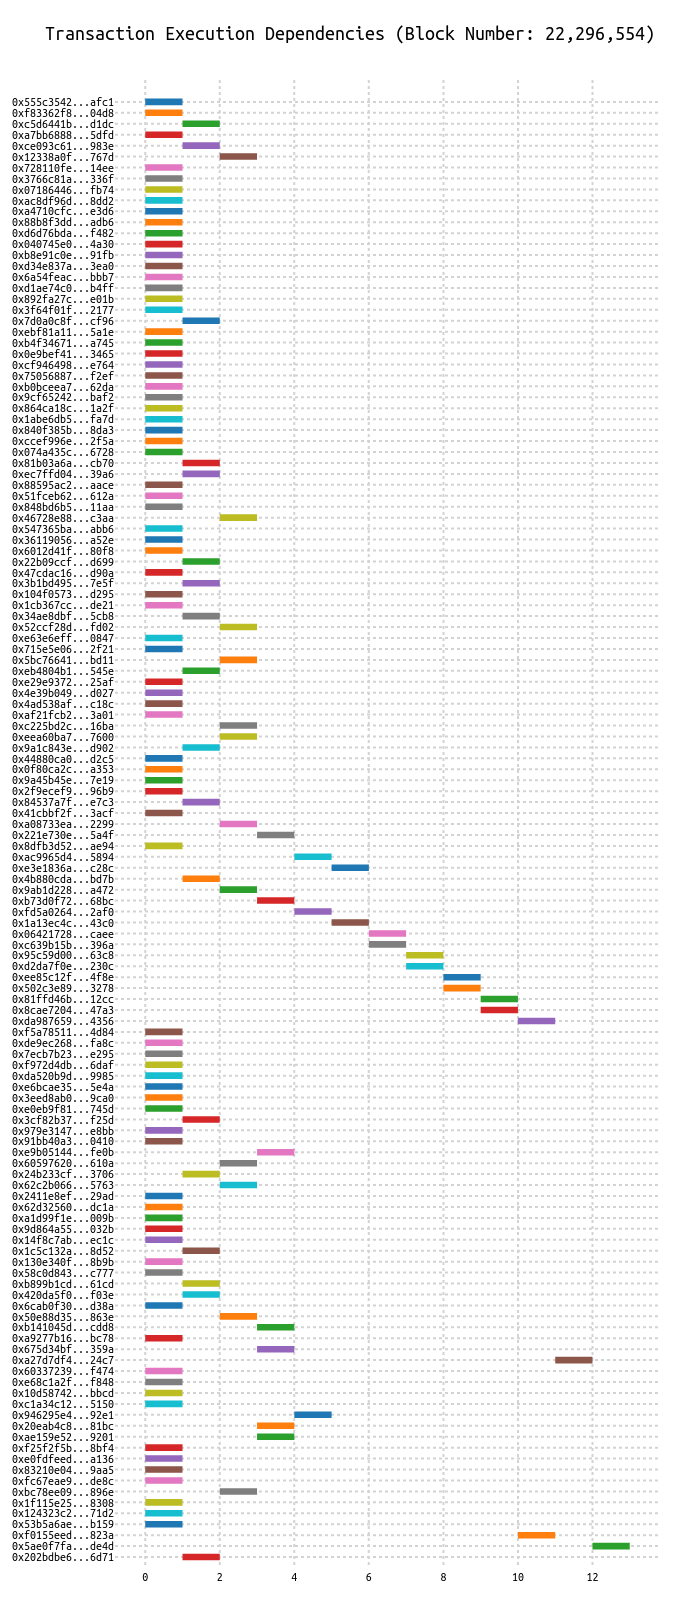 Transaction Execution Dependencies (Block Number: 22,296,554)
0x555c3542...afc1
0xf83362f8...04d8
0xc5d6441b...d1dc
0xa7bb6888...5dfd
0xce093c61...983e
0x12338a0f...767d
0x728110fe...14ee
0x3766c81a...336f
0x07186446...fb74
0xac8df96d...8dd2
0xa4710cfc...e3d6
0x88b8f3dd...adb6
0xd6d76bda...f482
0x040745e0...4a30
0xb8e91c0e...91fb
0xd34e837a...3ea0
0x6a54feac...bbb7
0xd1ae74c0...b4ff
0x892fa27c...e01b
0x3f64f01f...2177
0x7d0a0c8f...cf96
0xebf81a11...5a1e
0xb4f34671...a745
0x0e9bef41...3465
0xcf946498...e764
0x75056887...f2ef
0xb0bceea7...62da
0x9cf65242...baf2
0x864ca18c...1a2f
0x1abe6db5...fa7d
0x840f385b...8da3
0xccef996e...2f5a
0x074a435c...6728
0x81b03a6a...cb70
0xec7ffd04...39a6
0x88595ac2...aace
0x51fceb62...612a
0x848bd6b5...11aa
0x46728e88...c3aa
0x547365ba...abb6
0x36119056...a52e
0x6012d41f...80f8
0x22b09ccf...d699
0x47cdac16...d90a
0x3b1bd495...7e5f
0x104f0573...d295
0x1cb367cc...de21
0x34ae8dbf...5cb8
0x52ccf28d...fd02
0xe63e6eff...0847
0x715e5e06...2f21
0x5bc76641...bd11
0xeb4804b1...545e
0xe29e9372...25af
0x4e39b049...d027
0x4ad538af...c18c
0xaf21fcb2...3a01
0xc225bd2c...16ba
0xeea60ba7...7600
0x9a1c843e...d902
0x44880ca0...d2c5
0x0f80ca2c...a353
0x9a45b45e...7e19
0x2f9ecef9...96b9
0x84537a7f...e7c3
0x41cbbf2f...3acf
0xa08733ea...2299
0x221e730e...5a4f
0x8dfb3d52...ae94
0xac9965d4...5894
0xe3e1836a...c28c
0x4b880cda...bd7b
0x9ab1d228...a472
0xb73d0f72...68bc
0xfd5a0264...2af0
0x1a13ec4c...43c0
0x06421728...caee
0xc639b15b...396a
0x95c59d00...63c8
0xd2da7f0e...230c
0xee85c12f...4f8e
0x502c3e89...3278
0x81ffd46b...12cc
0x8cae7204...47a3
0xda987659...4356
0xf5a78511...4d84
0xde9ec268...fa8c
0x7ecb7b23...e295
0xf972d4db...6daf
0xda520b9d...9985
0xe6bcae35...5e4a
0x3eed8ab0...9ca0
0xe0eb9f81...745d
0x3cf82b37...f25d
0x979e3147...e8bb
0x91bb40a3...0410
0xe9b05144...fe0b
0x60597620...610a
0x24b233cf...3706
0x62c2b066...5763
0x2411e8ef...29ad
0x62d32560...dc1a
0xa1d99f1e...009b
0x9d864a55...032b
0x14f8c7ab...ec1c
0x1c5c132a...8d52
0x130e340f...8b9b
0x58c0d843...c777
0xb899b1cd...61cd
0x420da5f0...f03e
0x6cab0f30...d38a
0x50e88d35...863e
0xb141045d...cdd8
0xa9277b16...bc78
0x675d34bf...359a
0xa27d7df4...24c7
0x60337239...f474
0xe68c1a2f...f848
0x10d58742...bbcd
0xc1a34c12...5150
0x946295e4...92e1
0x20eab4c8...81bc
0xae159e52...9201
0xf25f2f5b...8bf4
0xe0fdfeed...a136
0x83210e04...9aa5
0xfc67eae9...de8c
0xbc78ee09...896e
0x1f115e25...8308
0x124323c2...71d2
0x53b5a6ae...b159
0xf0155eed...823a
0x5ae0f7fa...de4d
0x202bdbe6...6d71
0 2 4 6 8 10 12